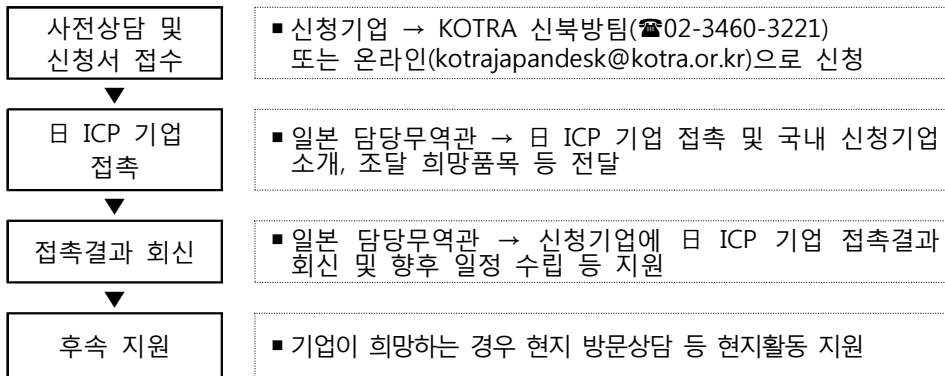 사전상담 및
신청서 접수
▪ 신청기업 → KOTRA 신북방팀(☎02-3460-3221)
또는 온라인(kotrajapandesk@kotra.or.kr)으로 신청
▼
日 ICP 기업
접촉
▪ 일본 담당무역관 → 日 ICP 기업 접촉 및 국내 신청기업
소개, 조달 희망품목 등 전달
▼
접촉결과 회신
▪ 일본 담당무역관 → 신청기업에 日 ICP 기업 접촉결과
회신 및 향후 일정 수립 등 지원
▼
후속 지원
▪ 기업이 희망하는 경우 현지 방문상담 등 현지활동 지원